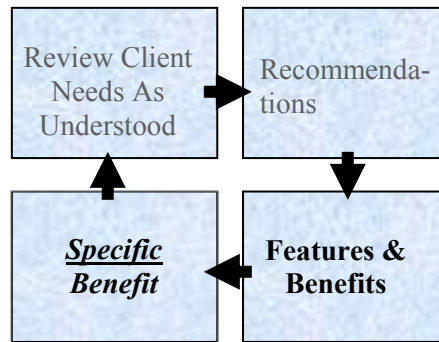 Review Client
Needs As
Understood
Recommenda-
tions
Specific
Benefit
Features &
Benefits